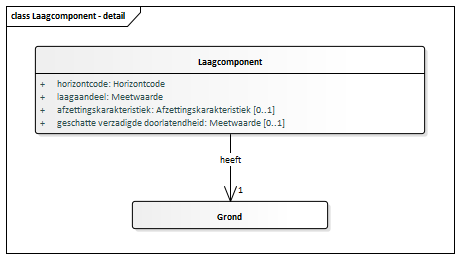 class Laagcomponent - detail
Laagcomponent
+ horizontcode: Horizontcode
+ laagaandeel: Meetwaarde
+ afzettingskarakteristiek: Afzettingskarakteristiek [0..1]
+ geschatte verzadigde doorlatendheid: Meetwaarde [0..1]
heeft
1
Grond